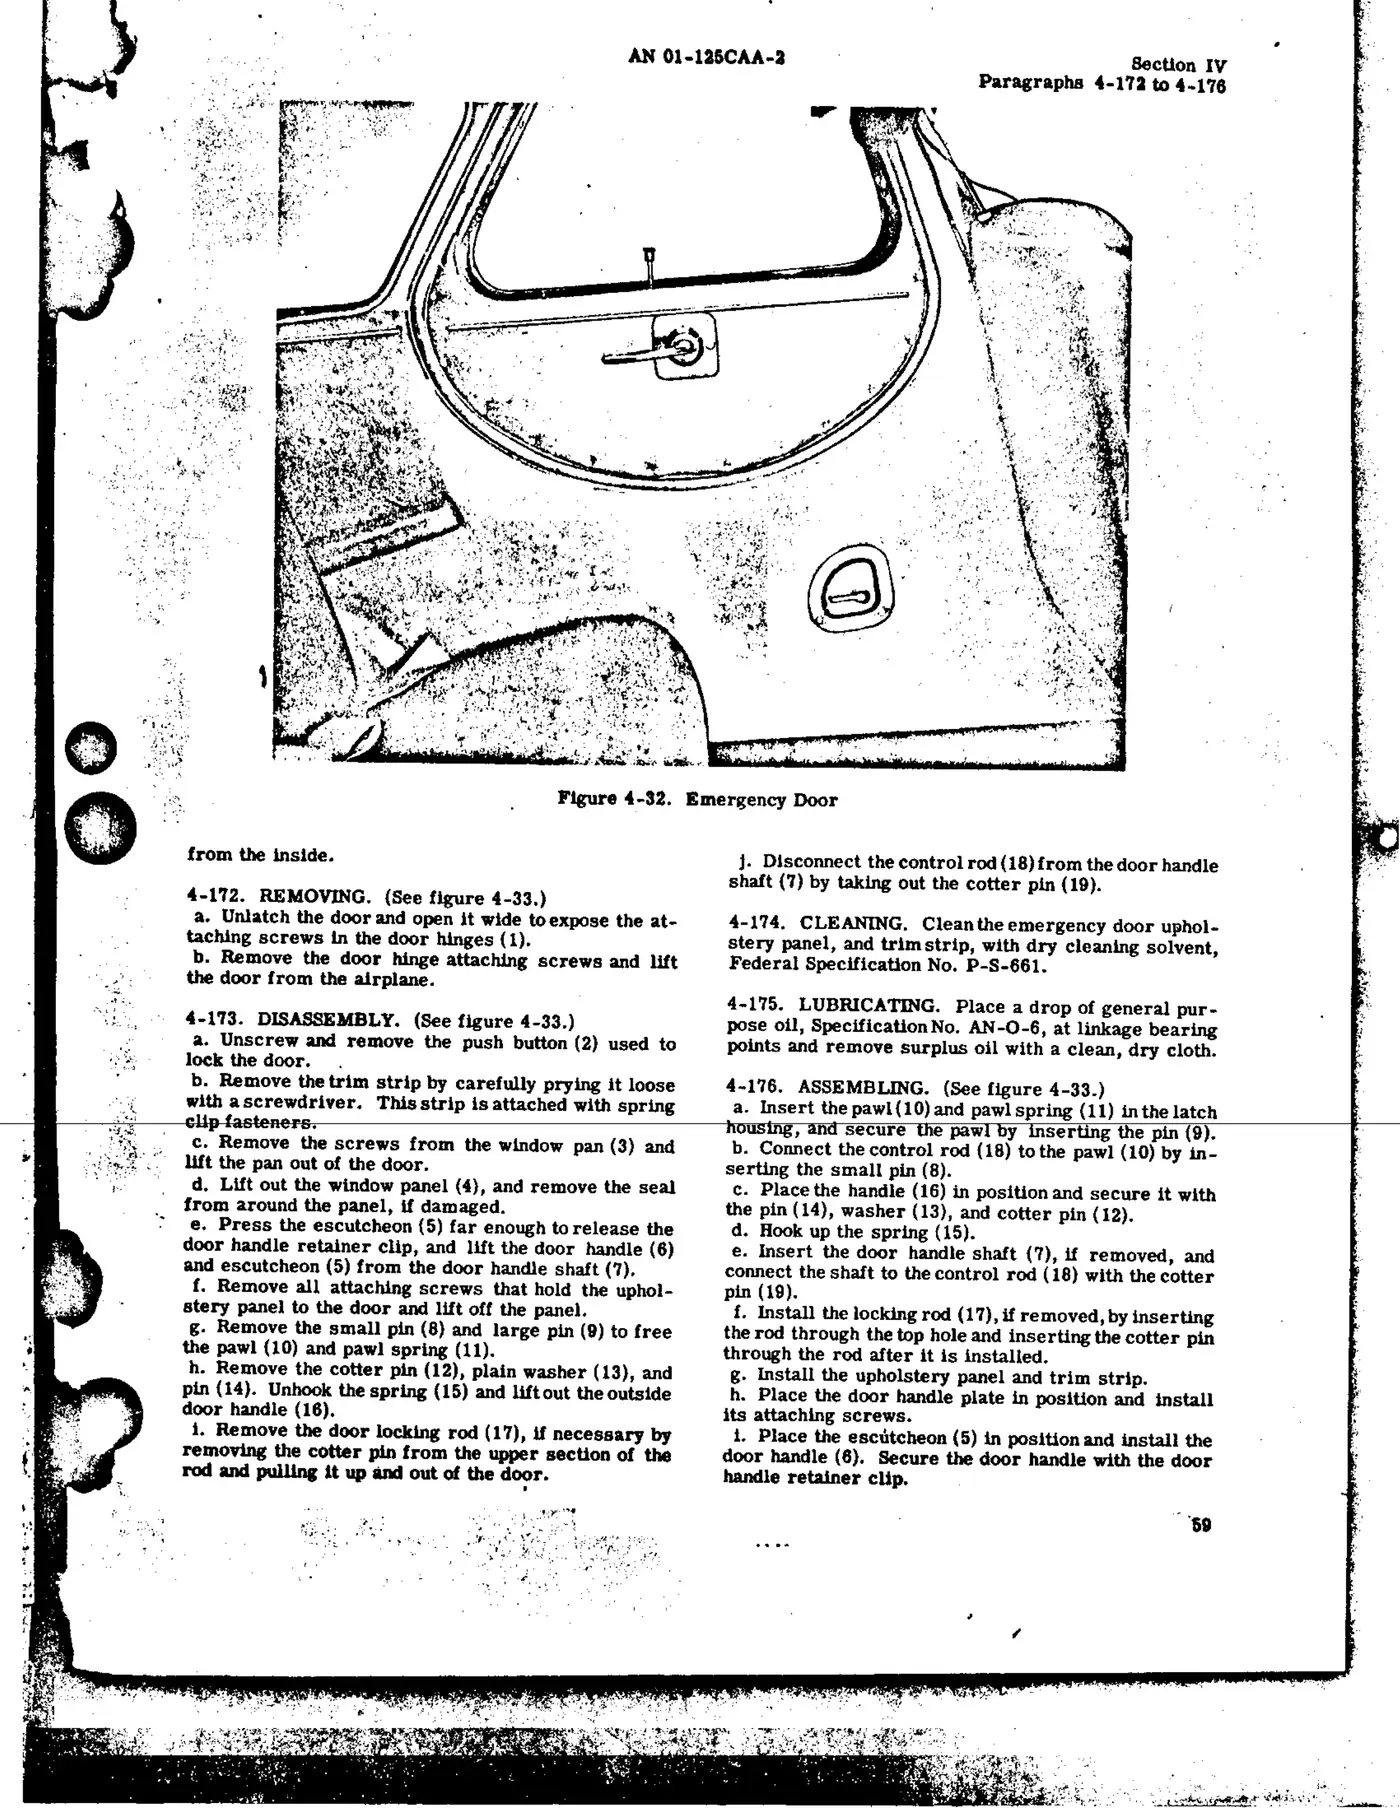 AN 01-125CAA-2
Section IV
Paragraphs 4-172 to 4-176
Figure 4-32. Emergency Door
from the inside.
4-172. REMOVING. (See figure 4-33.)
a. Unlatch the door and open it wide to expose the at-
taching screws in the door hinges (1).
b. Remove the door hinge attaching screws and lift
the door from the airplane.
4-173. DISASSEMBLY. (See figure 4-33.)
a. Unscrew and remove the push button (2) used to
lock the door.
b. Remove the trim strip by carefully prying it loose
with a screwdriver. This strip is attached with spring
clip fasteners.
c. Remove the screws from the window pan (3) and
lift the pan out of the door.
d. Lift out the window panel (4), and remove the seal
from around the panel, if damaged.
e. Press the escutcheon (5) far enough to release the
door handle retainer clip, and lift the door handle (6)
and escutcheon (5) from the door handle shaft (7).
f. Remove all attaching screws that hold the uphol-
stery panel to the door and lift off the panel.
g. Remove the small pin (8) and large pin (9) to free
the pawl (10) and pawl spring (11).
h. Remove the cotter pin (12), plain washer (13), and
pin (14). Unhook the spring (15) and lift out the outside
door handle (16).
i. Remove the door locking rod (17), if necessary by
removing the cotter pin from the upper section of the
rod and pulling it up and out of the door.
j. Disconnect the control rod (18) from the door handle
shaft (7) by taking out the cotter pin (19).
4-174. CLEANING. Clean the emergency door uphol-
stery panel, and trim strip, with dry cleaning solvent,
Federal Specification No. P-S-661.
4-175. LUBRICATING. Place a drop of general pur-
pose oil, Specification No. AN-O-6, at linkage bearing
points and remove surplus oil with a clean, dry cloth.
4-176. ASSEMBLING. (See figure 4-33.)
a. Insert the pawl (10) and pawl spring (11) in the latch
housing, and secure the pawl by inserting the pin (9).
b. Connect the control rod (18) to the pawl (10) by in-
serting the small pin (8).
c. Place the handle (16) in position and secure it with
the pin (14), washer (13), and cotter pin (12).
d. Hook up the spring (15).
e. Insert the door handle shaft (7), if removed, and
connect the shaft to the control rod (18) with the cotter
pin (19).
f. Install the locking rod (17), if removed, by inserting
the rod through the top hole and inserting the cotter pin
through the rod after it is installed.
g. Install the upholstery panel and trim strip.
h. Place the door handle plate in position and install
its attaching screws.
i. Place the escutcheon (5) in position and install the
door handle (6). Secure the door handle with the door
handle retainer clip.
59